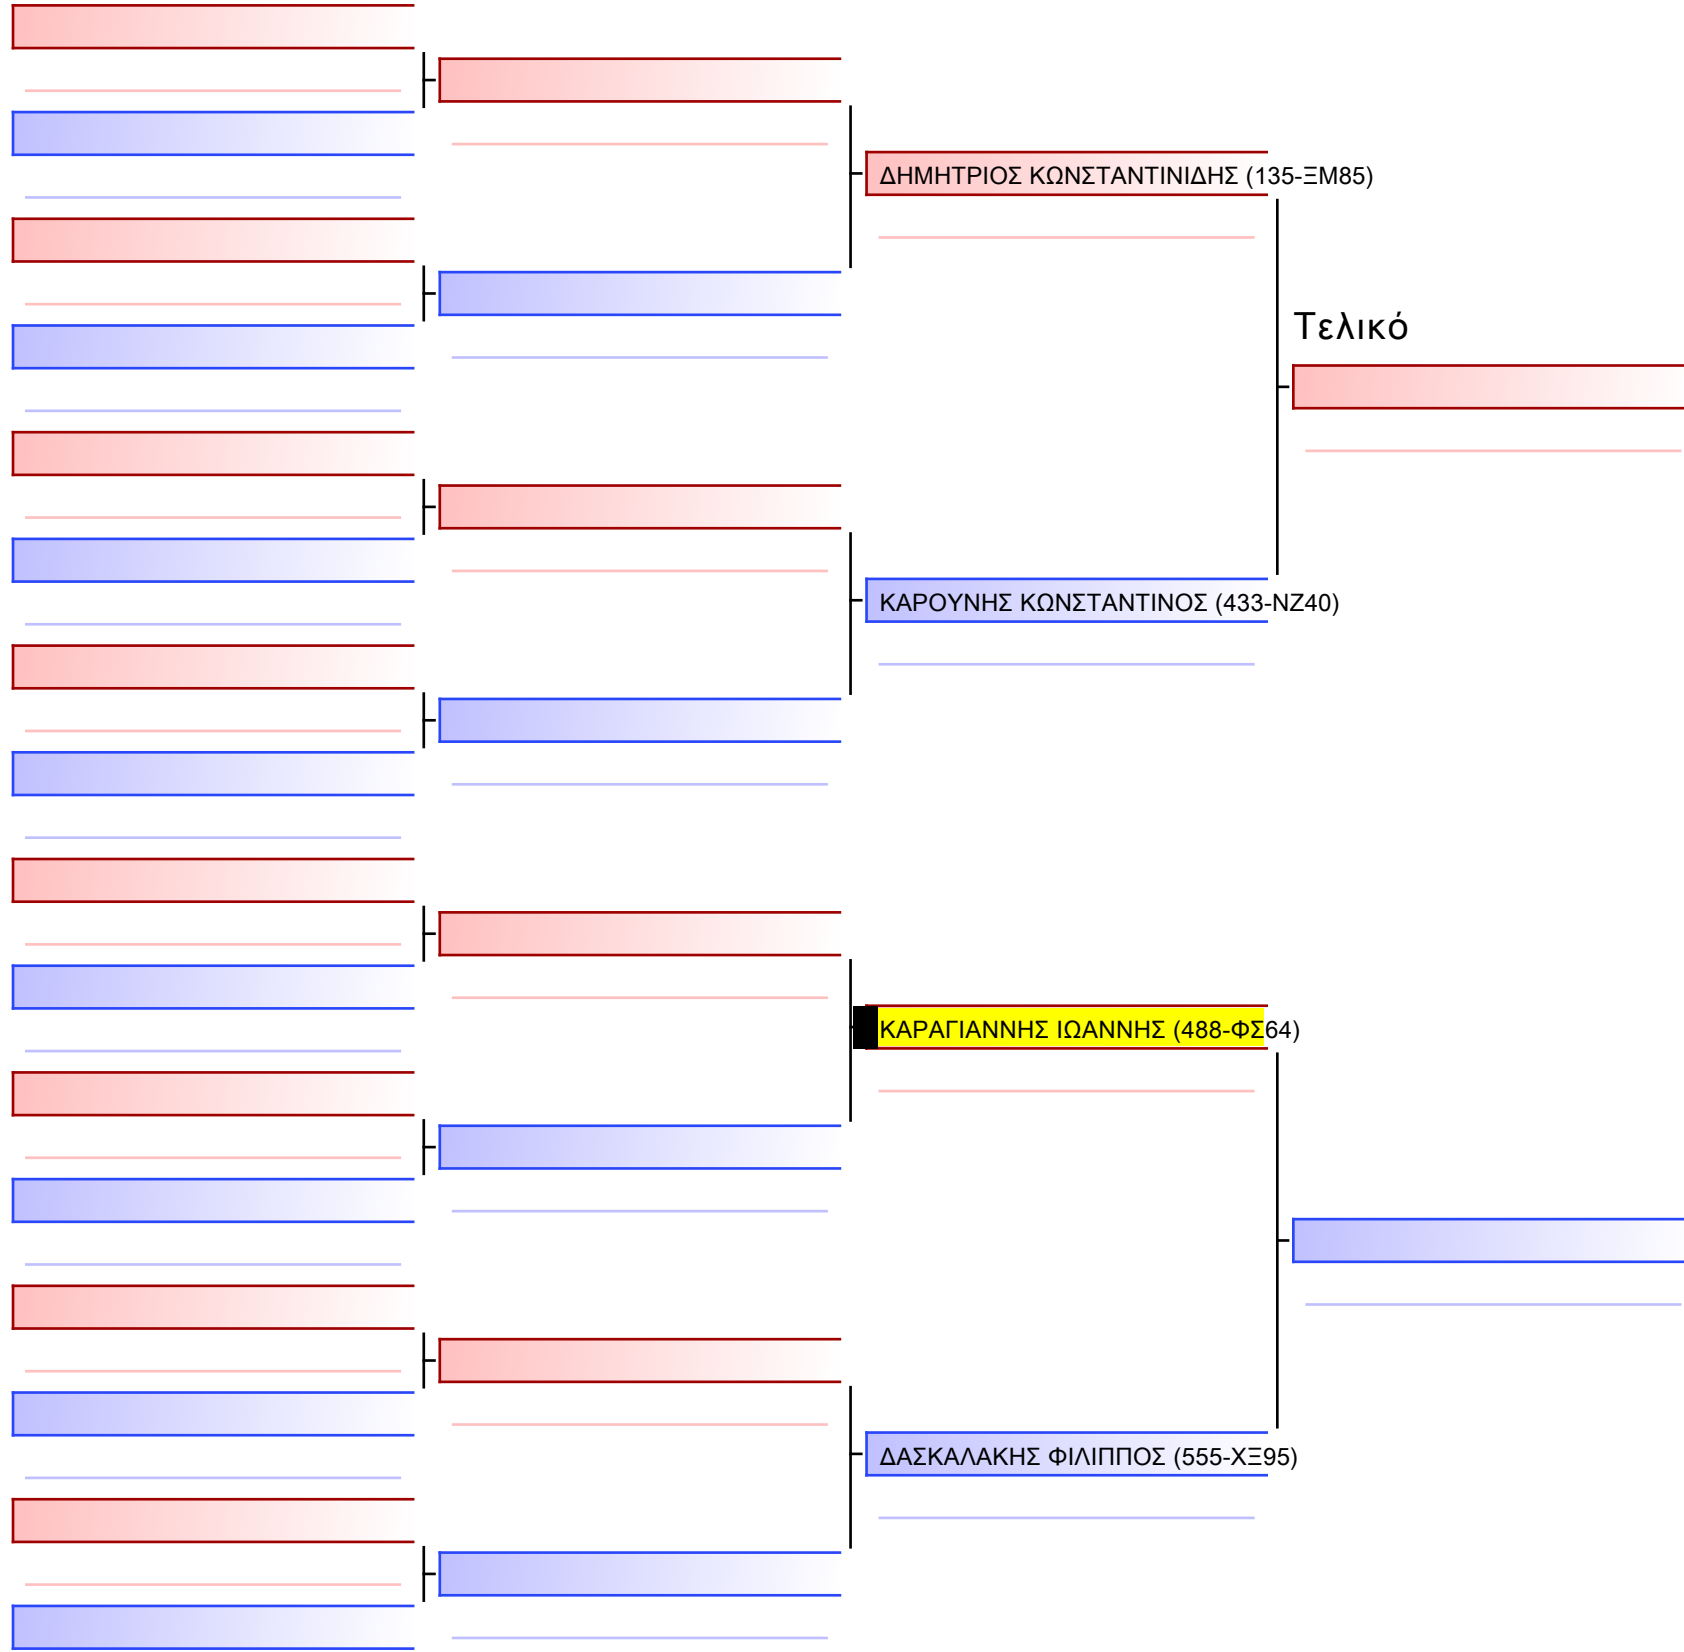 ΔΗΜΗΤΡΙΟΣ ΚΩΝΣΤΑΝΤΙΝΙΔΗΣ (135-ΞΜ85)
Τελικό
ΚΑΡΟΥΝΗΣ ΚΩΝΣΤΑΝΤΙΝΟΣ (433-ΝΖ40)
ΚΑΡΑΓΙΑΝΝΗΣ ΙΩΑΝΝΗΣ (488-ΦΣ64)
ΔΑΣΚΑΛΑΚΗΣ ΦΙΛΙΠΠΟΣ (555-ΧΞ95)